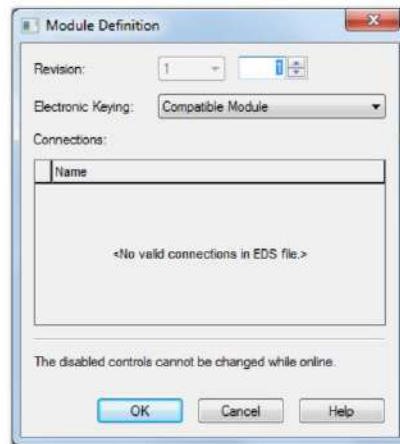 Module Definition
Revision: 1 1
Electronic Keying: Compatible Module
Connections:
Name
<No valid connections in EDS file.>
The disabled controls cannot be changed while online.
OK Cancel Help